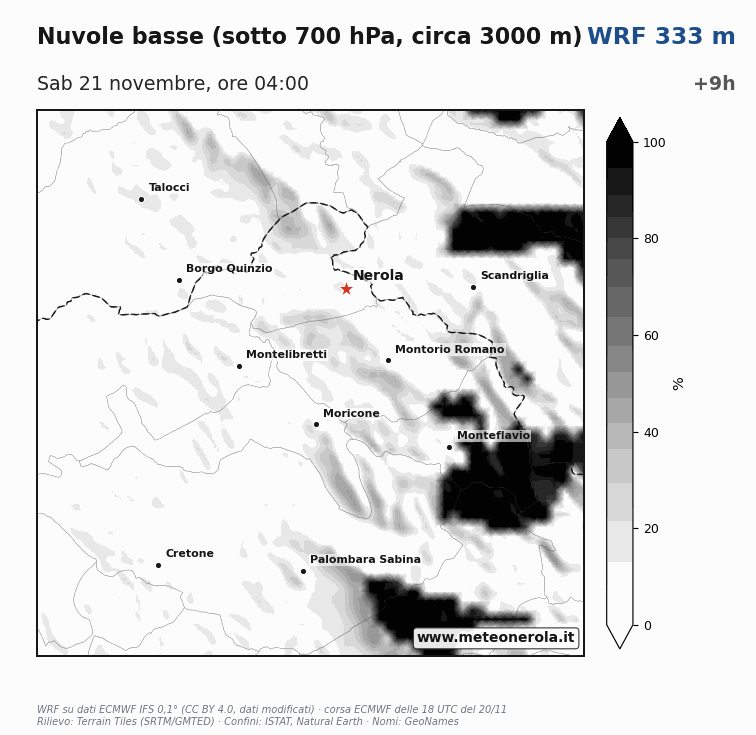 Nuvole basse (sotto 700 hPa, circa 3000 m) WRF 333 m
Sab 21 novembre, ore 04:00 +9h
Talocci
Borgo Quinzio
Nerola
Scandriglia
Montorio Romano
Montelibretti
Moricone
Monteflavio
Cretone
Palombara Sabina
www.meteonerola.it
100
80
60
40
20
0
%
WRF su dati ECMWF IFS 0,1° (CC BY 4.0, dati modificati) · corsa ECMWF delle 18 UTC del 20/11
Rilievo: Terrain Tiles (SRTM/GMTED) · Confini: ISTAT, Natural Earth · Nomi: GeoNames